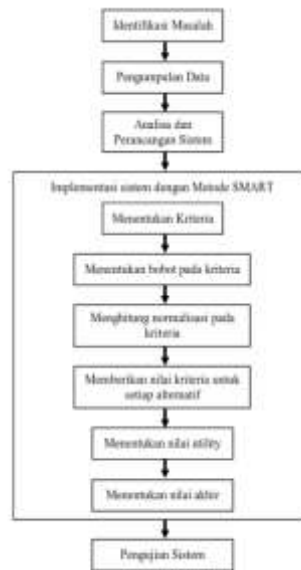 Identifikasi Masalah
Pengumpulan Data
Analisa dan
Perancangan Sistem
Implementasi sistem dengan Metode SMART
Menentukan Kriteria
Menentukan bobot pada kriteria
Menghitung normalisasi pada
kriteria
Memberikan nilai kriteria untuk
setiap alternatif
Menentukan nilai utility
Menentukan nilai akhir
Pengujian Sistem